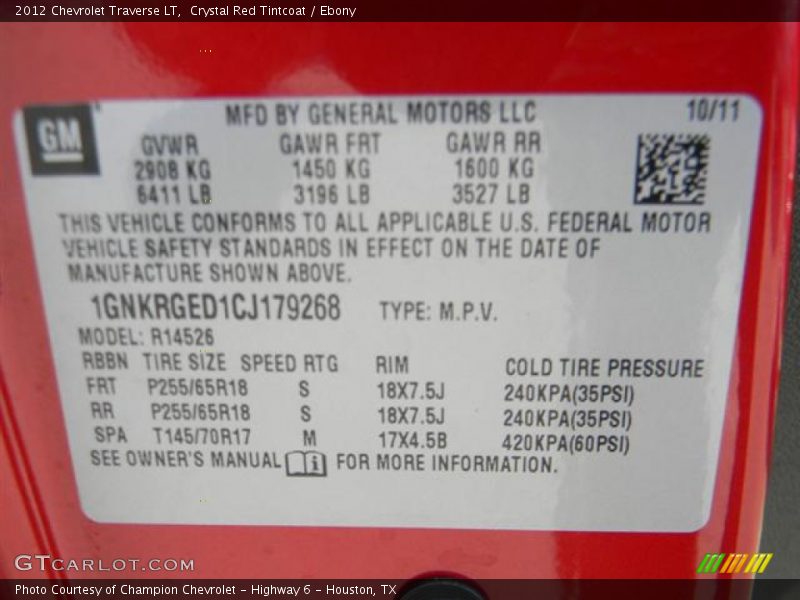 2012 Chevrolet Traverse LT, Crystal Red Tintcoat / Ebony
GM
MFD BY GENERAL MOTORS LLC 10/11
GVWR GAWR FRT GAWR RR
2908 KG 1450 KG 1600 KG
6411 LB 3196 LB 3527 LB
THIS VEHICLE CONFORMS TO ALL APPLICABLE U.S. FEDERAL MOTOR
VEHICLE SAFETY STANDARDS IN EFFECT ON THE DATE OF
MANUFACTURE SHOWN ABOVE.
1GNKRGED1CJ179268 TYPE: M.P.V.
MODEL: R14526
RBBN TIRE SIZE SPEED RTG RIM COLD TIRE PRESSURE
FRT P255/65R18 S 18X7.5J 240KPA(35PSI)
RR P255/65R18 S 18X7.5J 240KPA(35PSI)
SPA T145/70R17 M 17X4.5B 420KPA(60PSI)
SEE OWNER'S MANUAL FOR MORE INFORMATION.
GTCARLOT.COM
Photo Courtesy of Champion Chevrolet - Highway 6 - Houston, TX